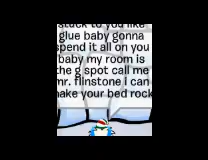 stuck to you like
glue baby gonna
spend it all on you
baby my room is
the g spot call me
mr. flinstone I can
make your bed rock